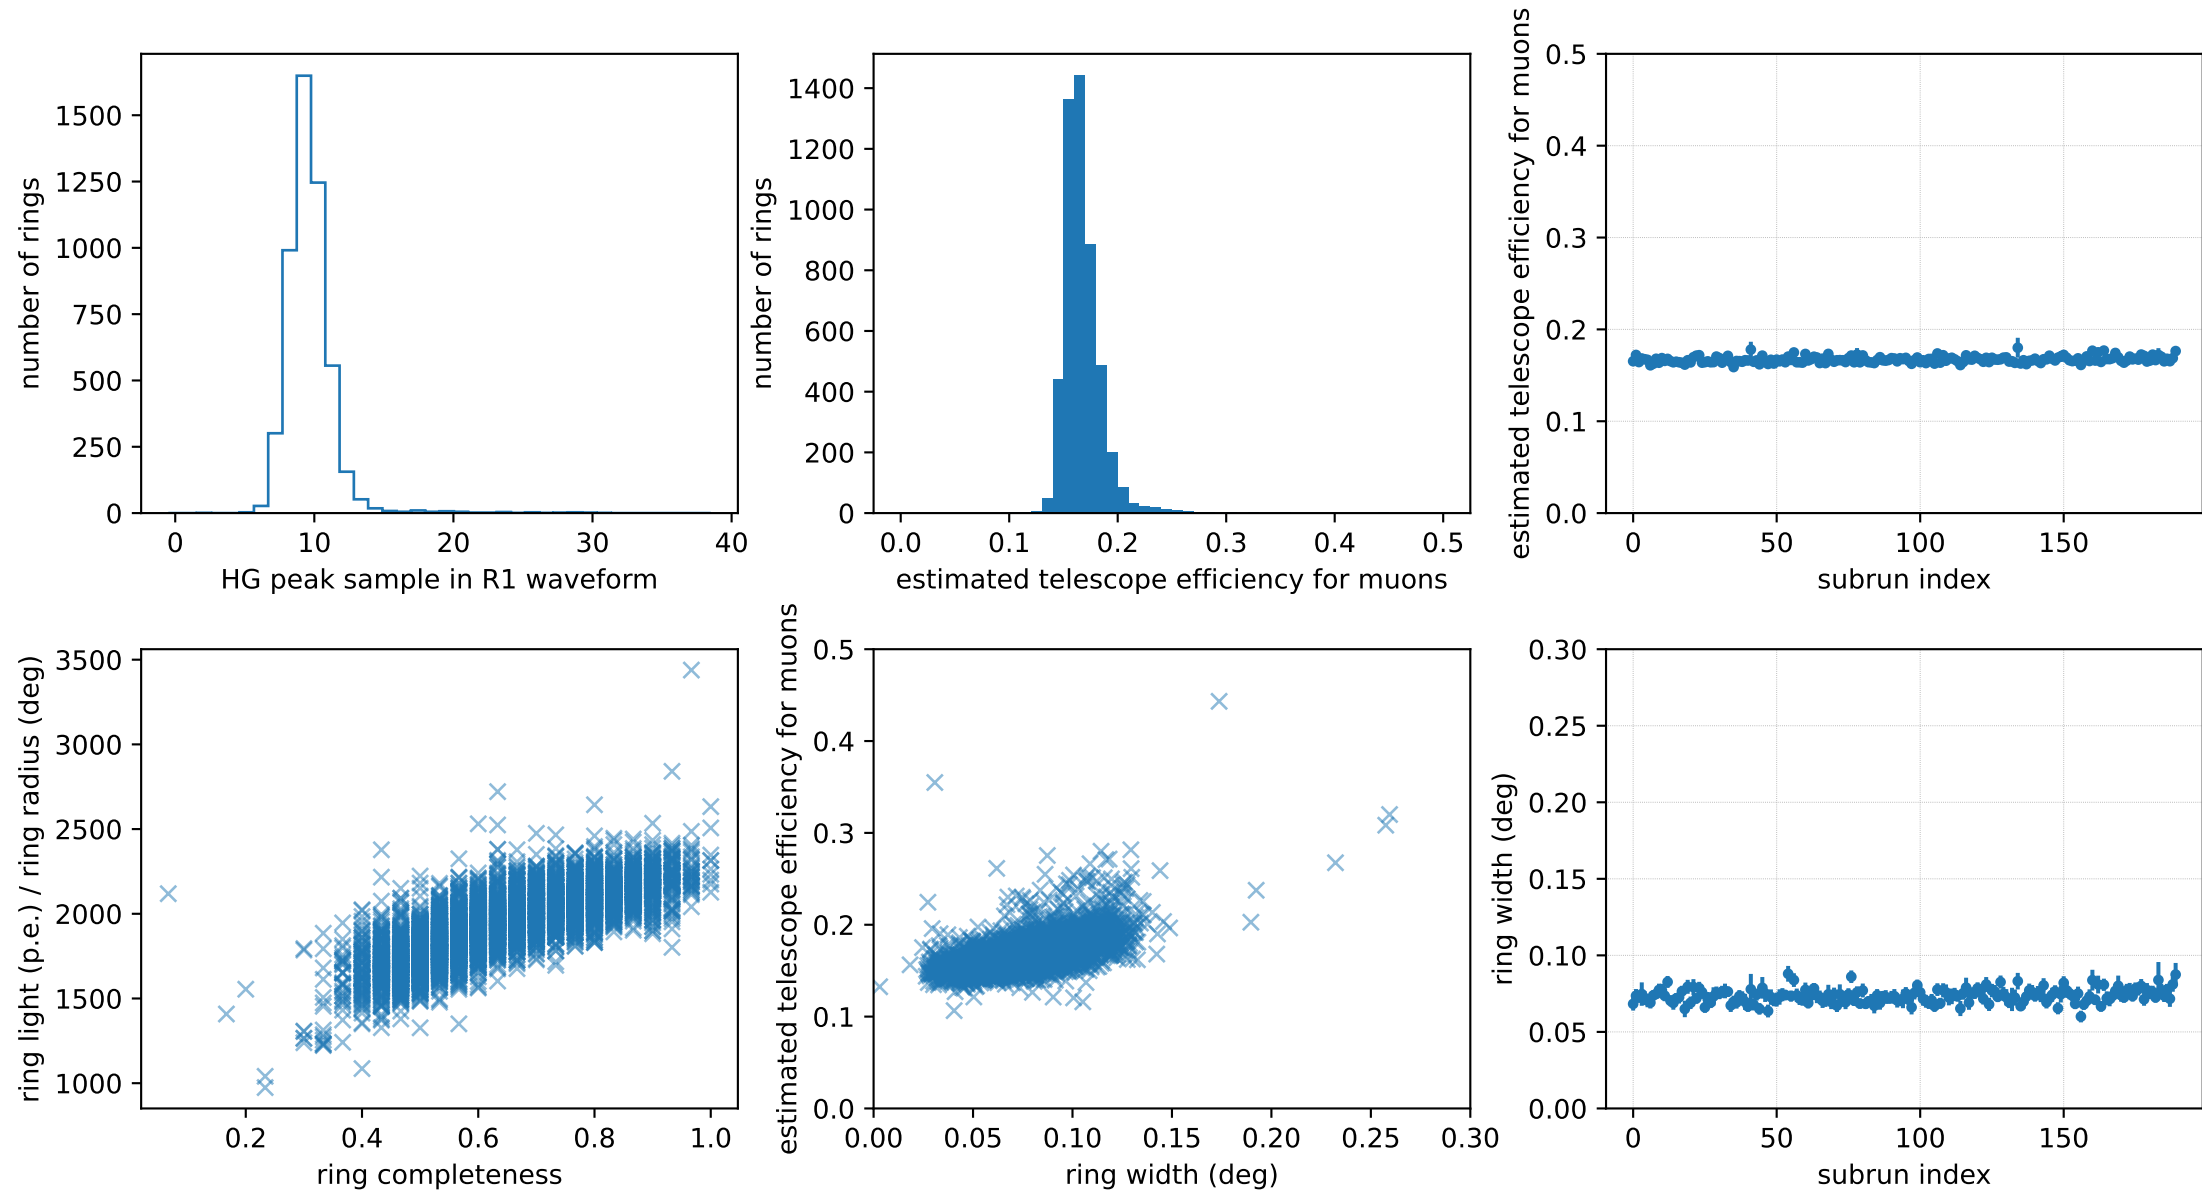 number of rings
1500
1250
1000
750
500
250
0
0 10 20 30 40
HG peak sample in R1 waveform
number of rings
1400
1200
1000
800
600
400
200
0
0.0 0.1 0.2 0.3 0.4 0.5
estimated telescope efficiency for muons
estimated telescope efficiency for muons
0.5
0.4
0.3
0.2
0.1
0.0
0 50 100 150
subrun index
ring light (p.e.) / ring radius (deg)
3500
3000
2500
2000
1500
1000
0.2 0.4 0.6 0.8 1.0
ring completeness
estimated telescope efficiency for muons
0.5
0.4
0.3
0.2
0.1
0.0
0.00 0.05 0.10 0.15 0.20 0.25 0.30
ring width (deg)
ring width (deg)
0.30
0.25
0.20
0.15
0.10
0.05
0.00
0 50 100 150
subrun index